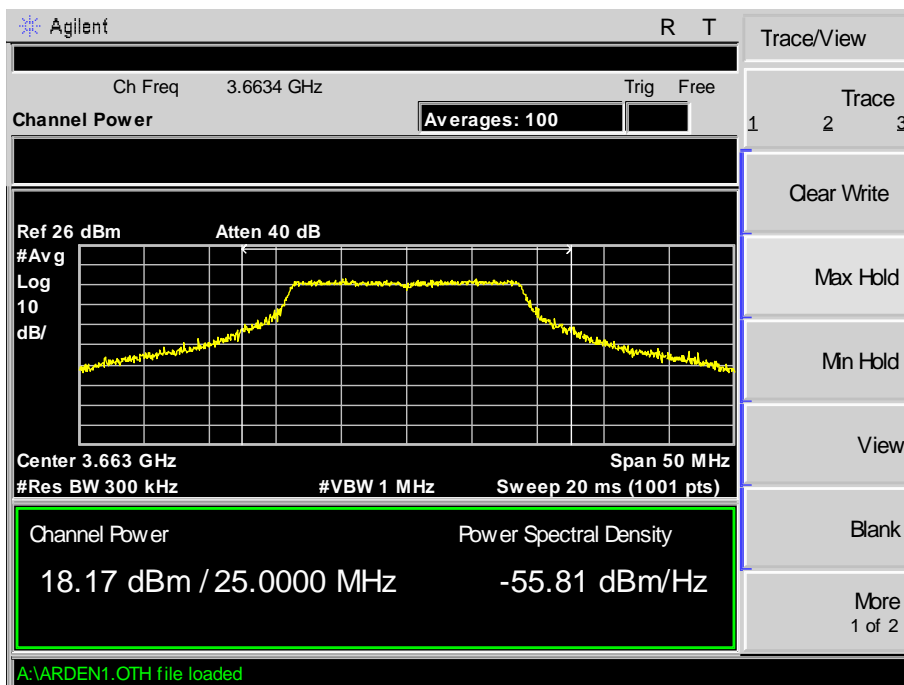 Agilent R T
Ch Freq 3.6634 GHz Trig Free
Channel Power Averages: 100
Ref 26 dBm Atten 40 dB
#Avg
Log
10
dB/
Center 3.663 GHz Span 50 MHz
#Res BW 300 kHz #VBW 1 MHz Sweep 20 ms (1001 pts)
Channel Power Power Spectral Density
18.17 dBm / 25.0000 MHz -55.81 dBm/Hz
A:\ARDEN1.OTH file loaded
Trace/View
Trace
1 2 3
Clear Write
Max Hold
Min Hold
View
Blank
More
1 of 2